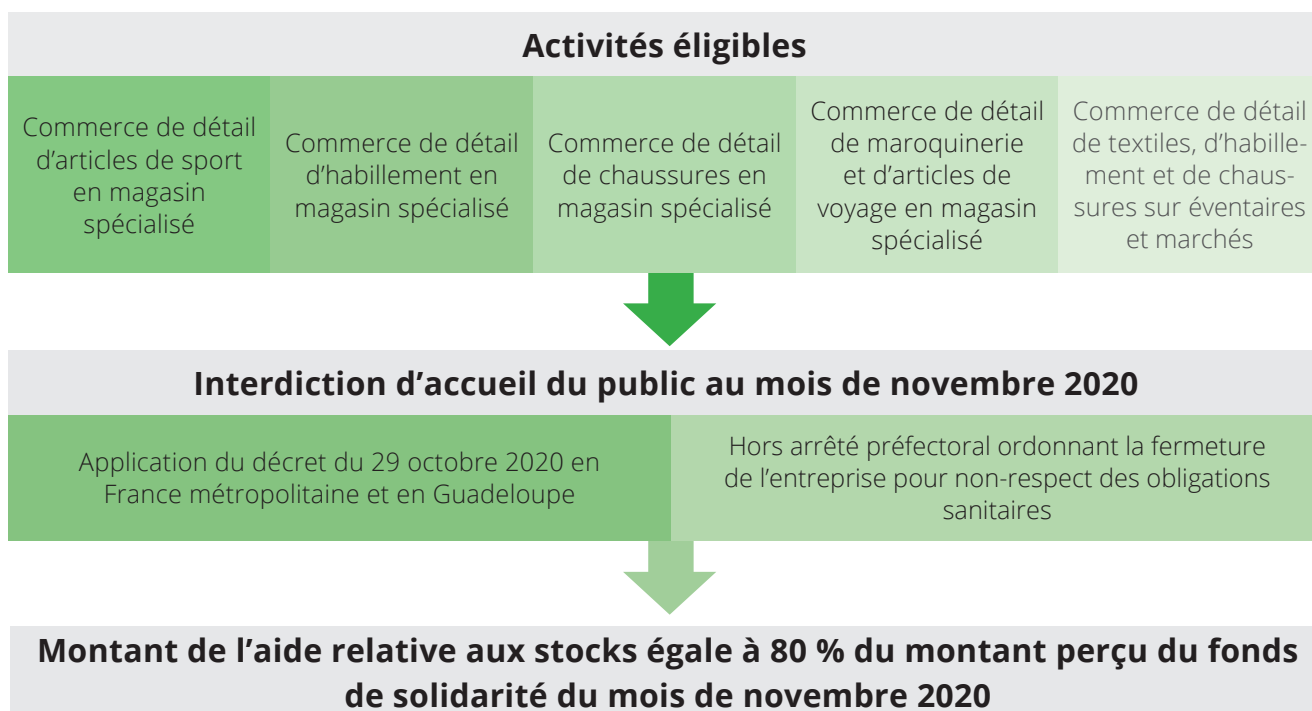 Activités éligibles
Commerce de détail
d’articles de sport
en magasin
spécialisé
Commerce de détail
d’habillement en
magasin spécialisé
Commerce de détail
de chaussures en
magasin spécialisé
Commerce de détail
de maroquinerie
et d’articles de
voyage en magasin
spécialisé
Commerce de détail
de textiles, d’habille-
ment et de chaus-
sures sur éventaires
et marchés
Interdiction d’accueil du public au mois de novembre 2020
Application du décret du 29 octobre 2020 en
France métropolitaine et en Guadeloupe
Hors arrêté préfectoral ordonnant la fermeture
de l’entreprise pour non-respect des obligations
sanitaires
Montant de l’aide relative aux stocks égale à 80 % du montant perçu du fonds
de solidarité du mois de novembre 2020